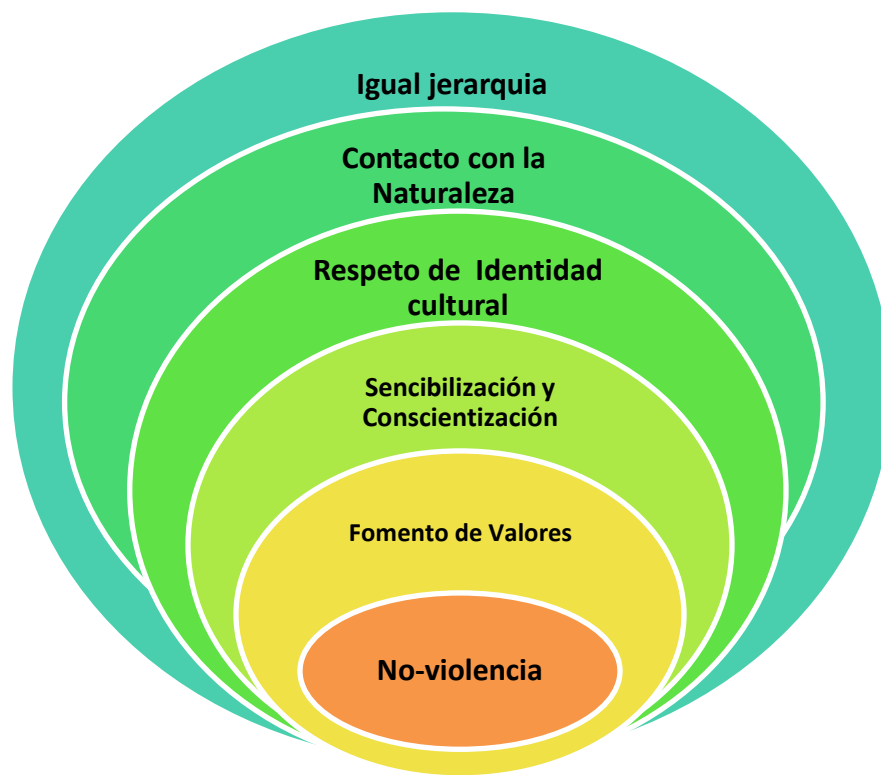 Igual jerarquia
Contacto con la
Naturaleza
Respeto de Identidad
cultural
Sencibilización y
Conscientización
Fomento de Valores
No-violencia